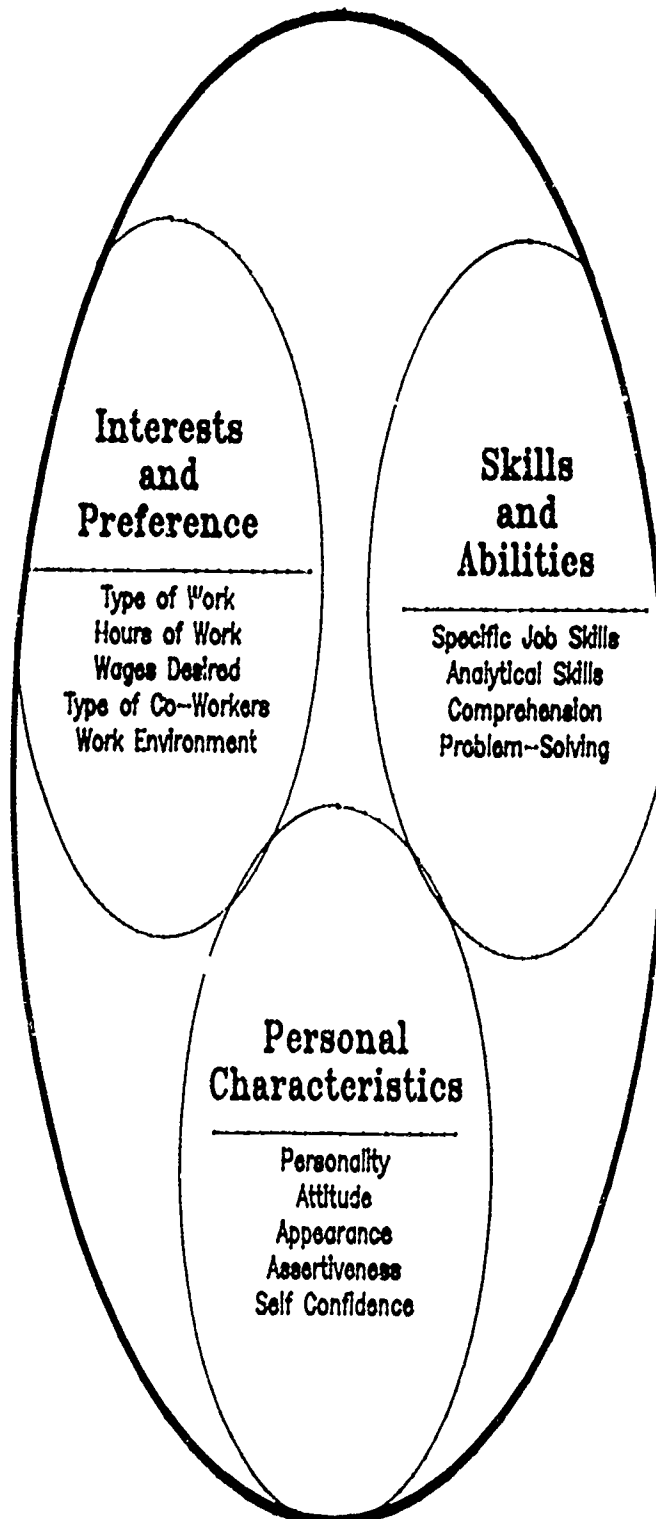 Interests
and
Preference
Type of Work
Hours of Work
Wages Desired
Type of Co-Workers
Work Environment
Skills
and
Abilities
Specific Job Skills
Analytical Skills
Comprehension
Problem-Solving
Personal
Characteristics
Personality
Attitude
Appearance
Assertiveness
Self Confidence